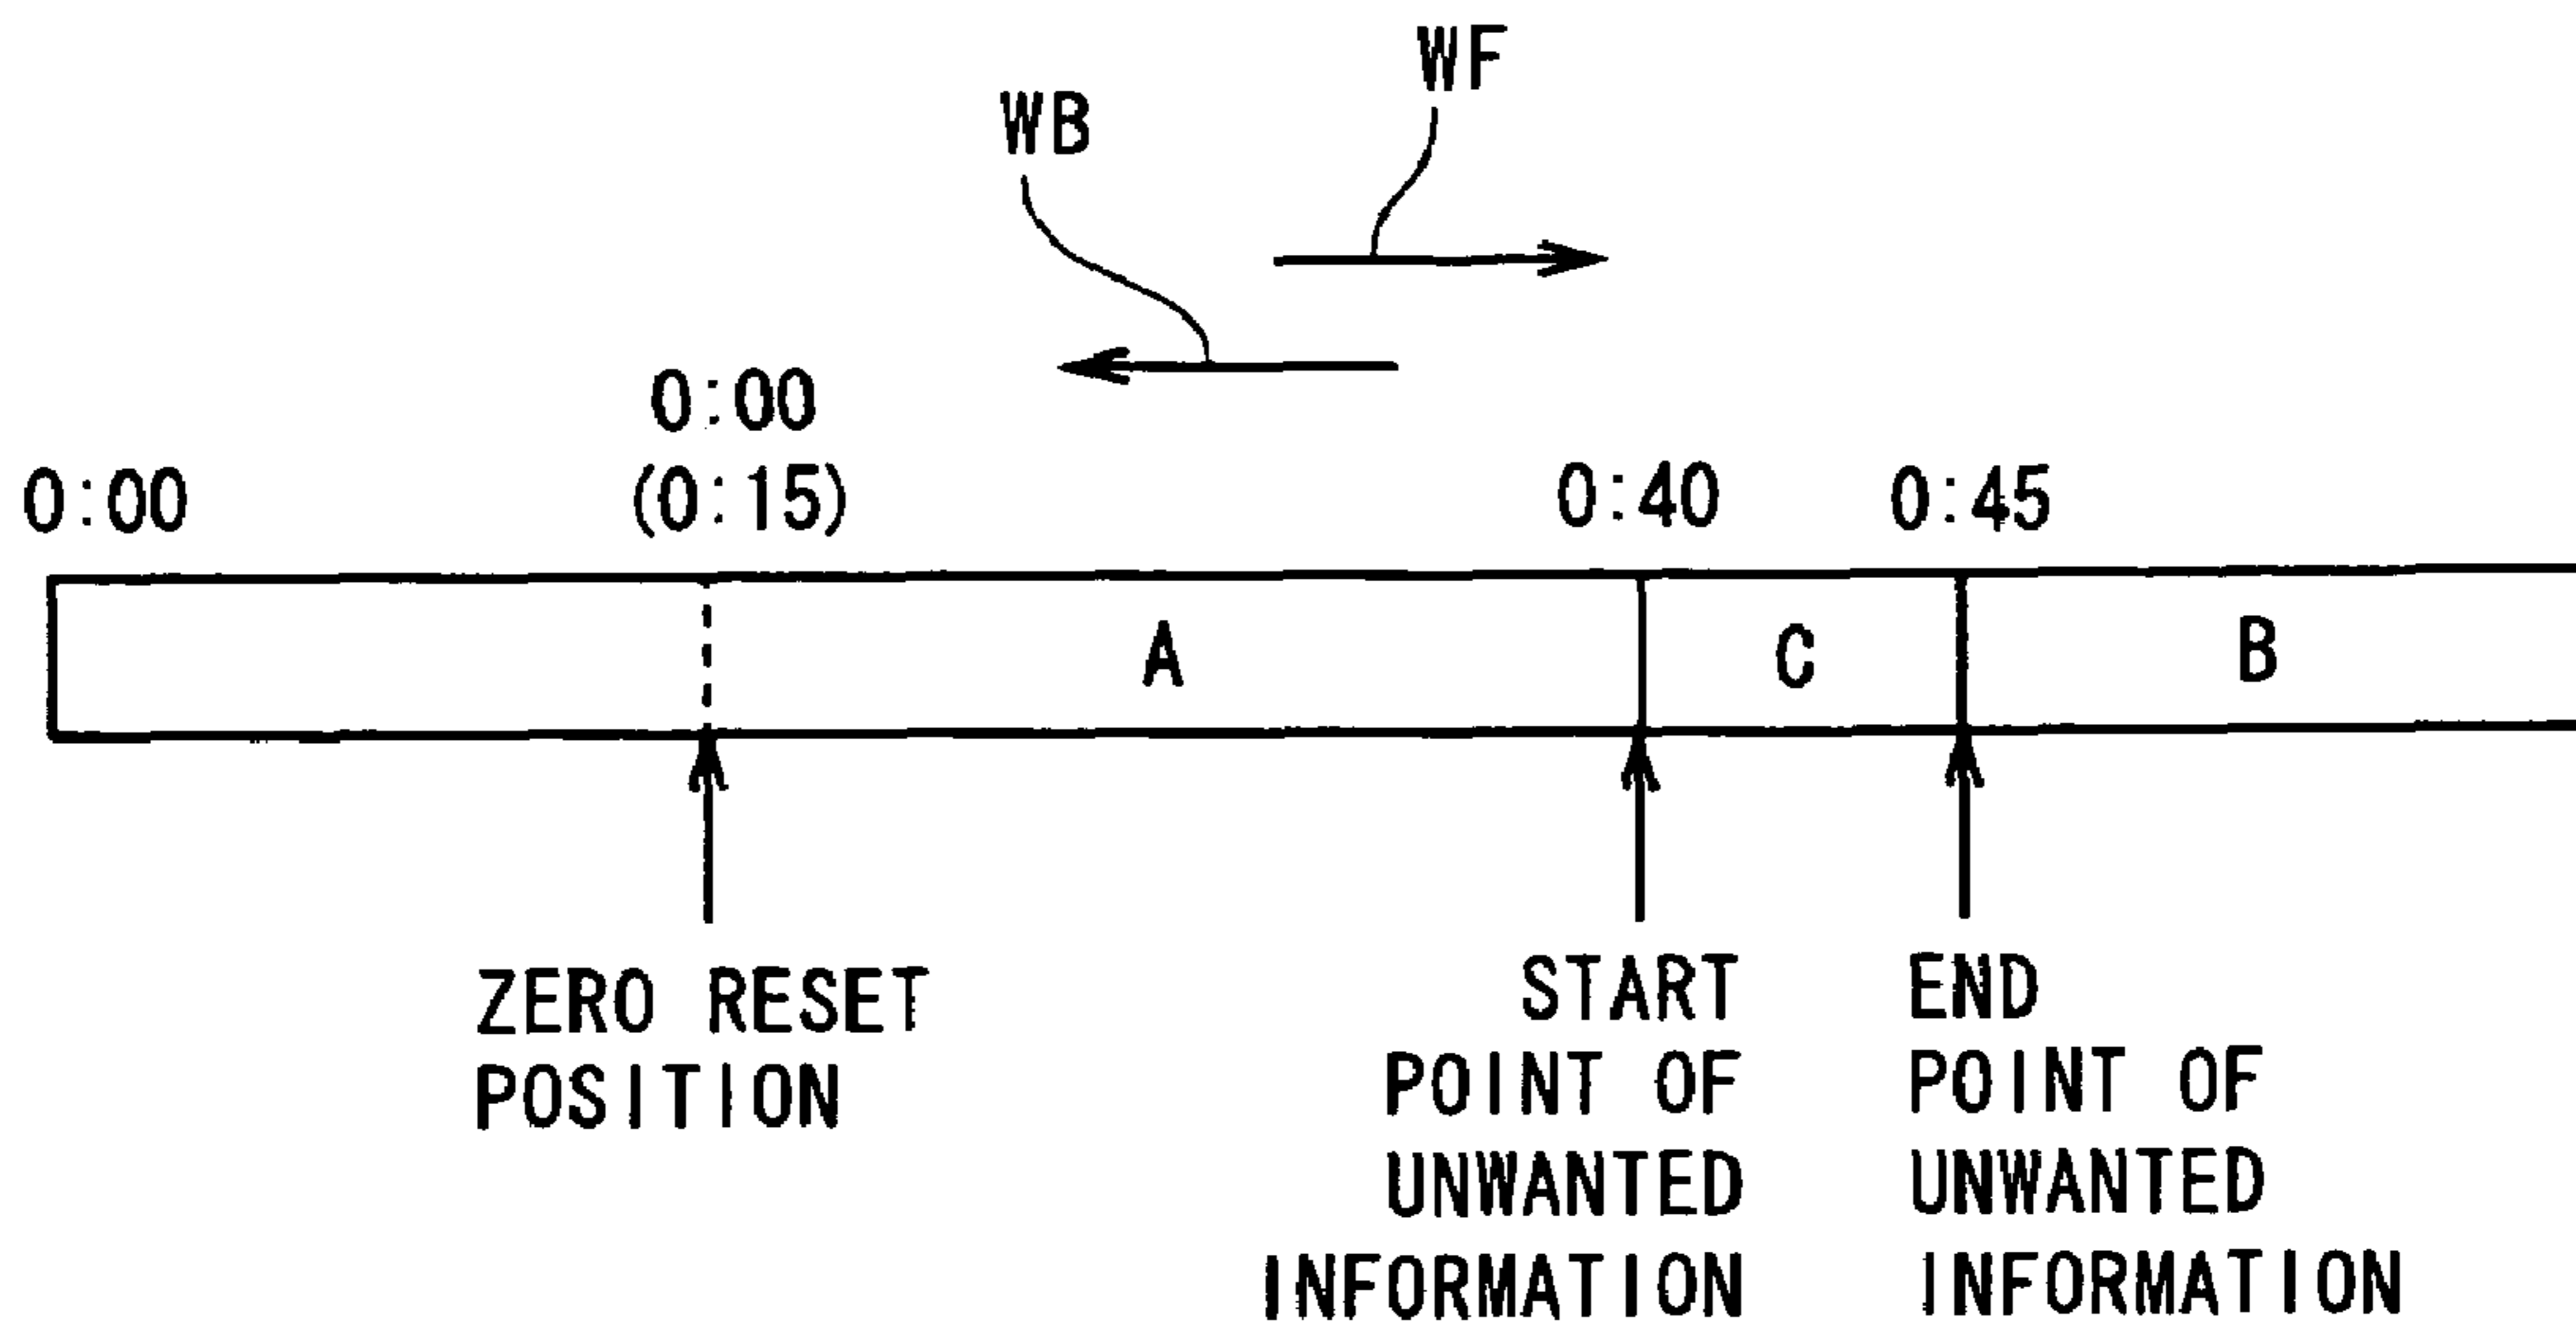 WF
WB
0:00
0:00
(0:15)
0:40
0:45
A
C
B
ZERO RESET
POSITION
START
POINT OF
UNWANTED
INFORMATION
END
POINT OF
UNWANTED
INFORMATION